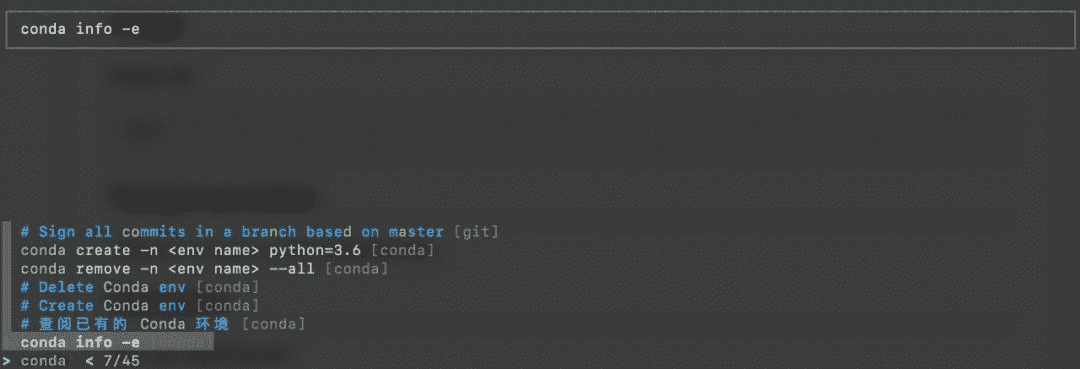 conda info -e
# Sign all commits in a branch based on master [git]
conda create -n <env name> python=3.6 [conda]
conda remove -n <env name> --all [conda]
# Delete Conda env [conda]
# Create Conda env [conda]
# 查阅已有的 Conda 环境 [conda]
conda info -e
> conda < 7/45